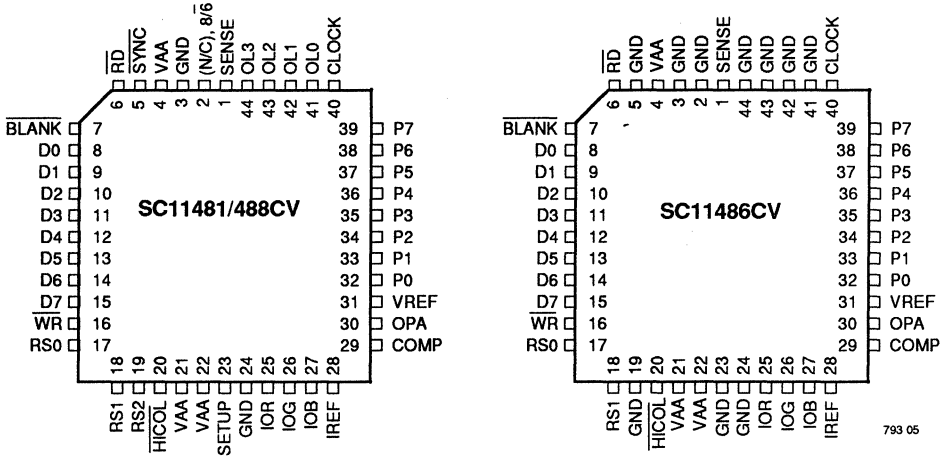 RD SYNC VAA GND (N/C), 8/6 SENSE OL3 OL2 OL1 OL0 CLOCK
6 5 4 3 2 1 44 43 42 41 40
BLANK 7 39 P7
D0 8 38 P6
D1 9 37 P5
D2 10 36 P4
D3 11 35 P3
SC11481/488CV
D4 12 34 P2
D5 13 33 P1
D6 14 32 P0
D7 15 31 VREF
WR 16 30 OPA
RS0 17 29 COMP
18 19 20 21 22 23 24 25 26 27 28
RS1 RS2 HICOL VAA VAA SETUP GND IOR IOG IOB IREF
RD GND VAA GND GND SENSE GND GND GND GND CLOCK
6 5 4 3 2 1 44 43 42 41 40
BLANK 7 39 P7
D0 8 38 P6
D1 9 37 P5
D2 10 36 P4
D3 11 35 P3
SC11486CV
D4 12 34 P2
D5 13 33 P1
D6 14 32 P0
D7 15 31 VREF
WR 16 30 OPA
RS0 17 29 COMP
18 19 20 21 22 23 24 25 26 27 28
RS1 GND HICOL VAA VAA GND GND IOR IOG IOB IREF
793 05